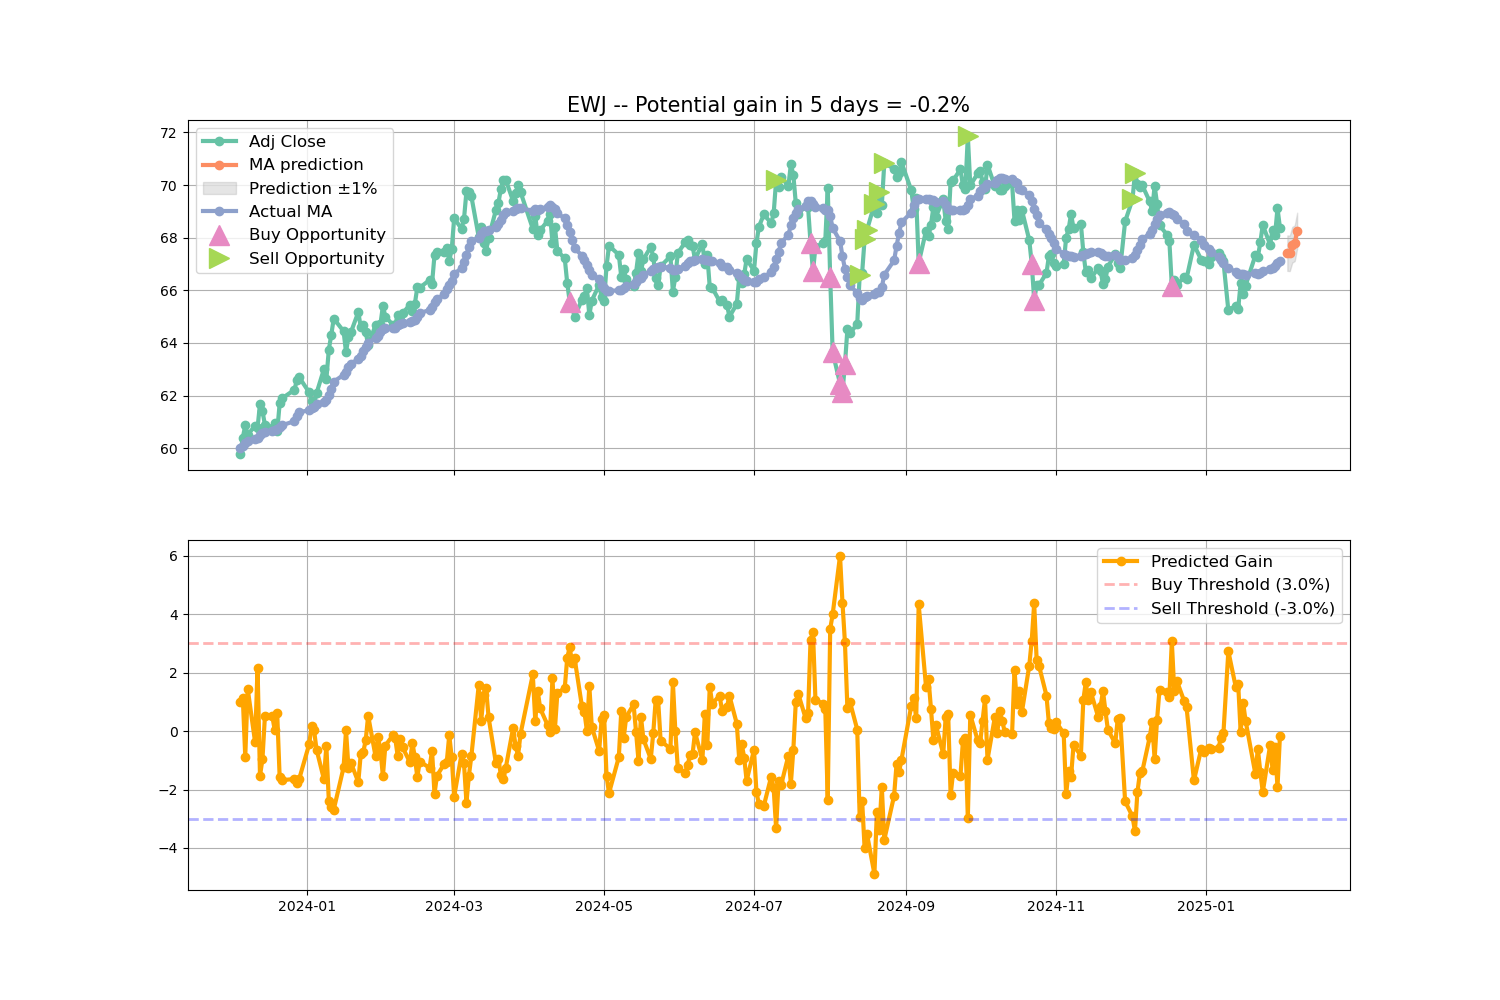 EWJ -- Potential gain in 5 days = -0.2%
72
70
68
66
64
62
60
Adj Close
MA prediction
Prediction ±1%
Actual MA
Buy Opportunity
Sell Opportunity
6
4
2
0
−2
−4
Predicted Gain
Buy Threshold (3.0%)
Sell Threshold (-3.0%)
2024-01
2024-03
2024-05
2024-07
2024-09
2024-11
2025-01